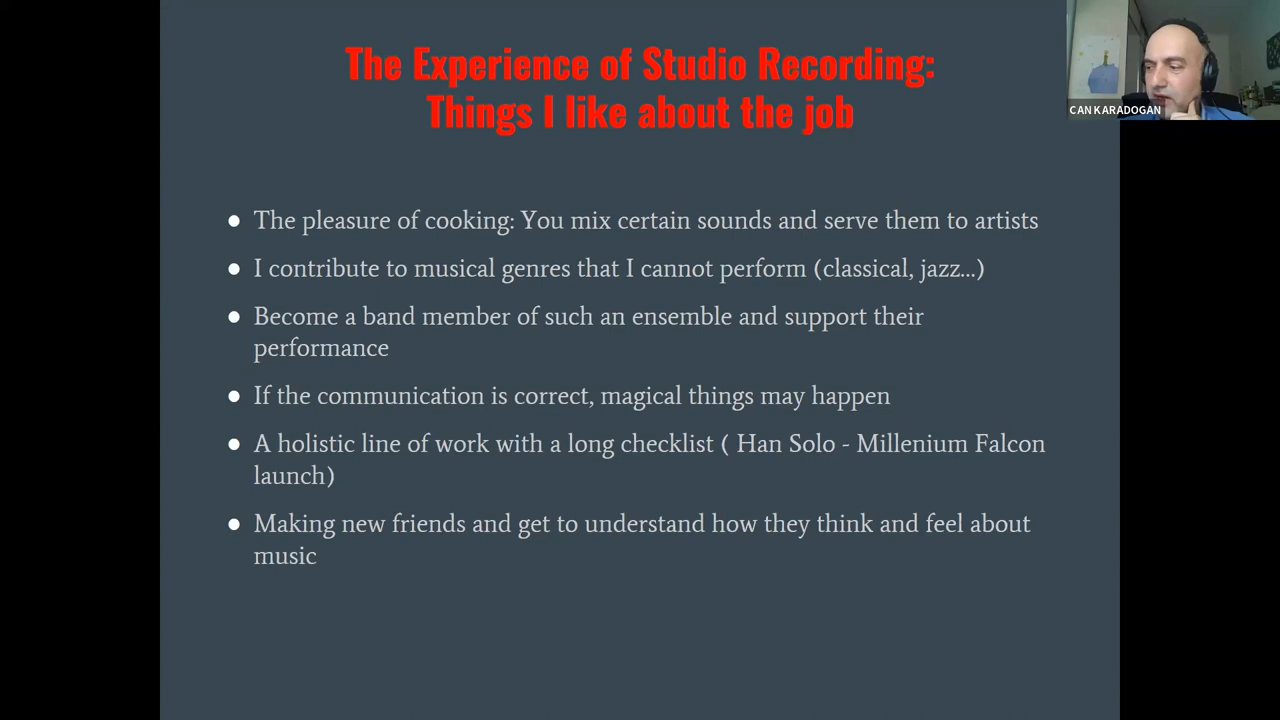 The Experience of Studio Recording:
Things I like about the job
CAN KARADOGAN
● The pleasure of cooking: You mix certain sounds and serve them to artists
● I contribute to musical genres that I cannot perform (classical, jazz...)
● Become a band member of such an ensemble and support their
performance
● If the communication is correct, magical things may happen
● A holistic line of work with a long checklist ( Han Solo - Millenium Falcon
launch)
● Making new friends and get to understand how they think and feel about
music